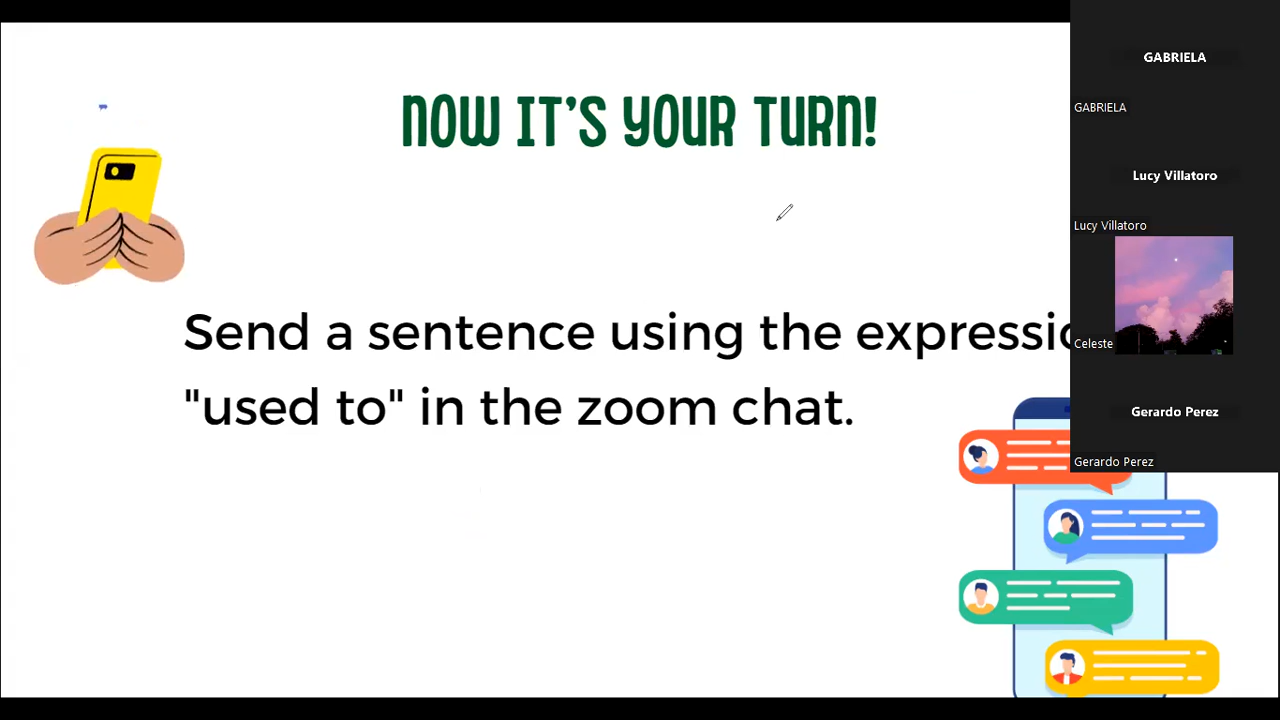 NOW IT'S YOUR TURN!
Send a sentence using the
"used to" in the zoom chat.
GABRIELA
GABRIELA
Lucy Villatoro
Lucy Villatoro
Celeste
Gerardo Perez
Gerardo Perez